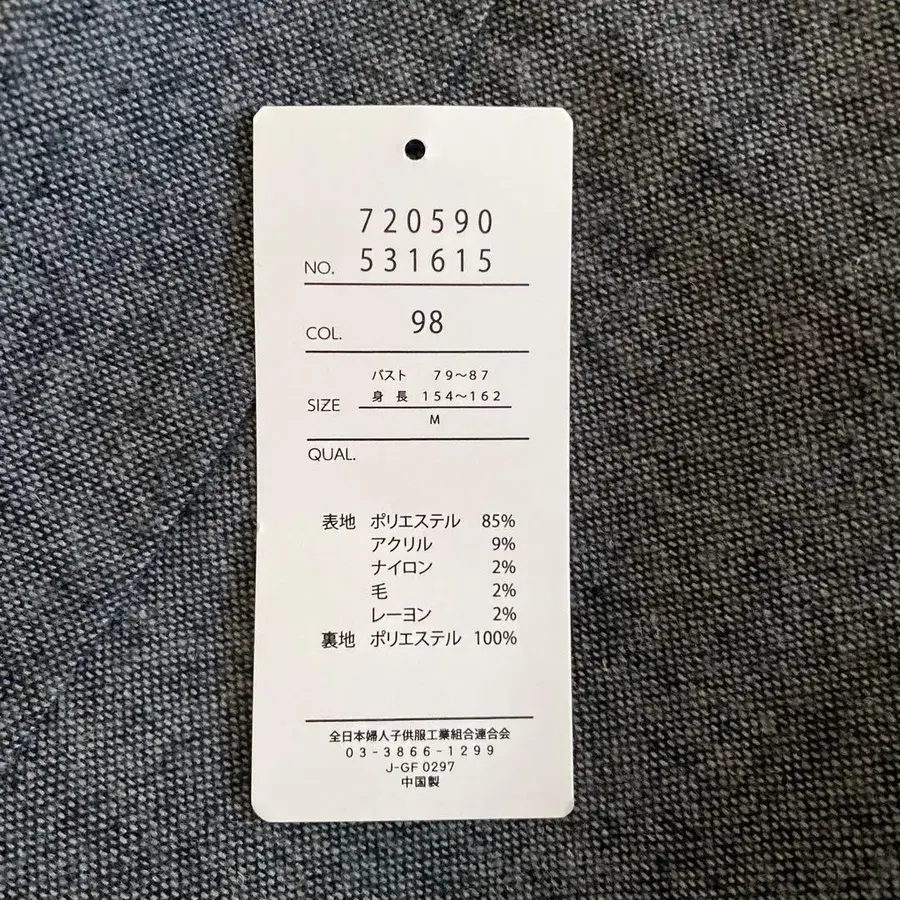 720590
NO. 531615
COL. 98
バスト 79～87
SIZE 身 長 154～162
M
QUAL.
表地 ポリエステル 85%
アクリル 9%
ナイロン 2%
毛 2%
レーヨン 2%
裏地 ポリエステル 100%
全日本婦人子供服工業組合連合会
03-3866-1299
J-GF 0297
中国製